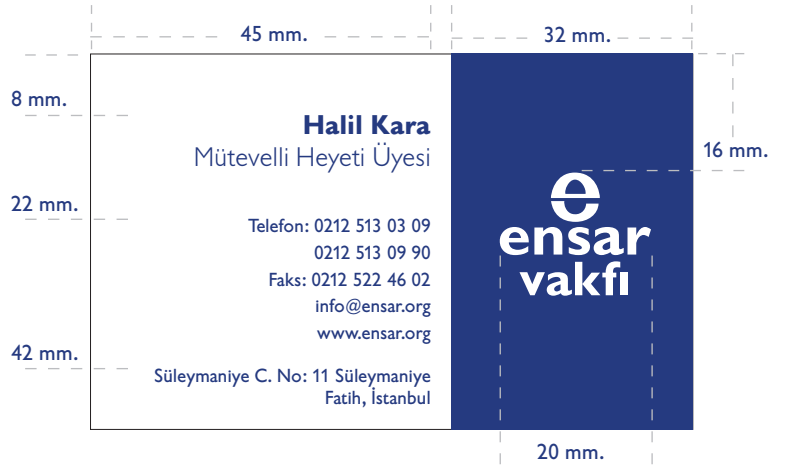 45 mm.
32 mm.
8 mm.
Halil Kara
Mütevelli Heyeti Üyesi
16 mm.
22 mm.
Telefon: 0212 513 03 09
0212 513 09 90
Faks: 0212 522 46 02
info@ensar.org
www.ensar.org
e
ensar
vakfı
42 mm.
Süleymaniye C. No: 11 Süleymaniye
Fatih, İstanbul
20 mm.